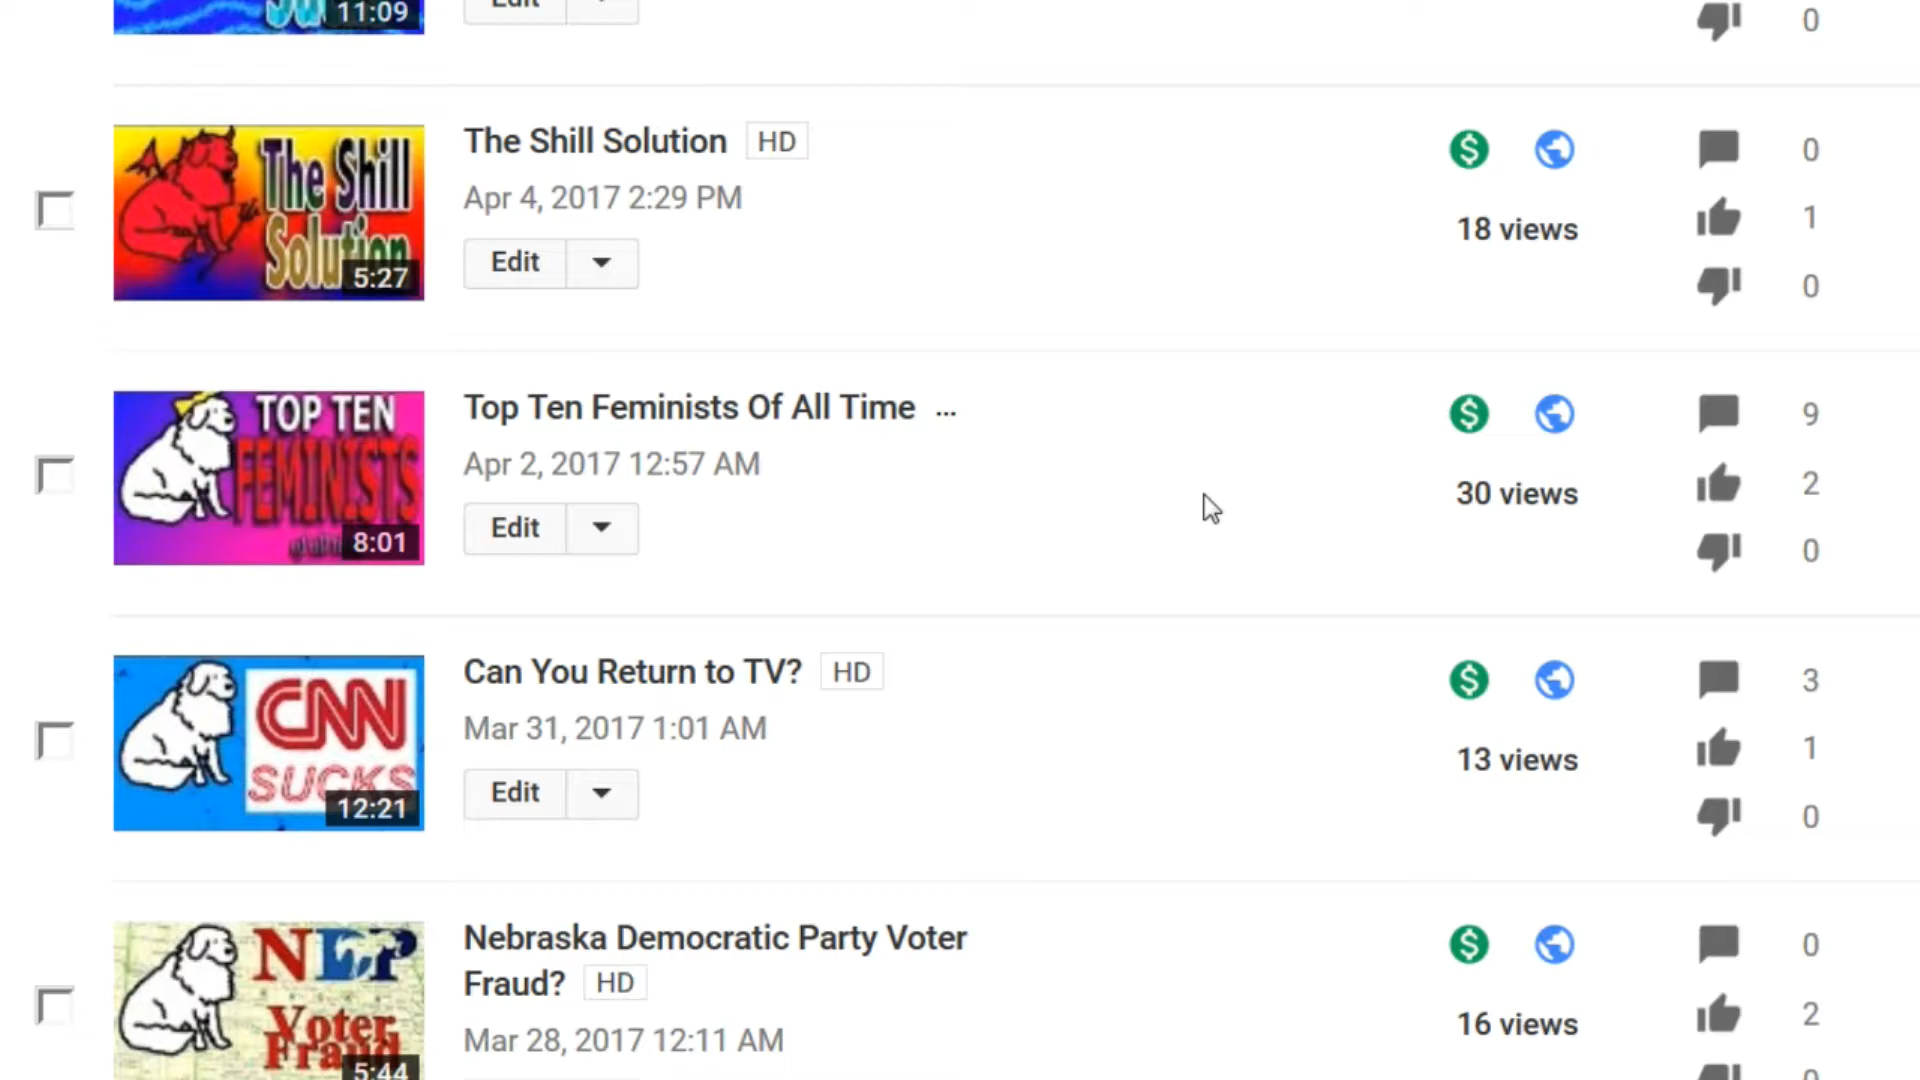 11:09
Edit
0
The Shill
Solution
5:27
The Shill Solution HD
Apr 4, 2017 2:29 PM
Edit
18 views
0
1
0
TOP TEN
FEMINISTS
8:01
Top Ten Feminists Of All Time ...
Apr 2, 2017 12:57 AM
Edit
30 views
9
2
0
CNN
SUCKS
12:21
Can You Return to TV? HD
Mar 31, 2017 1:01 AM
Edit
13 views
3
1
0
NDP
Voter
Fraud
5:44
Nebraska Democratic Party Voter
Fraud? HD
Mar 28, 2017 12:11 AM
16 views
0
2
0